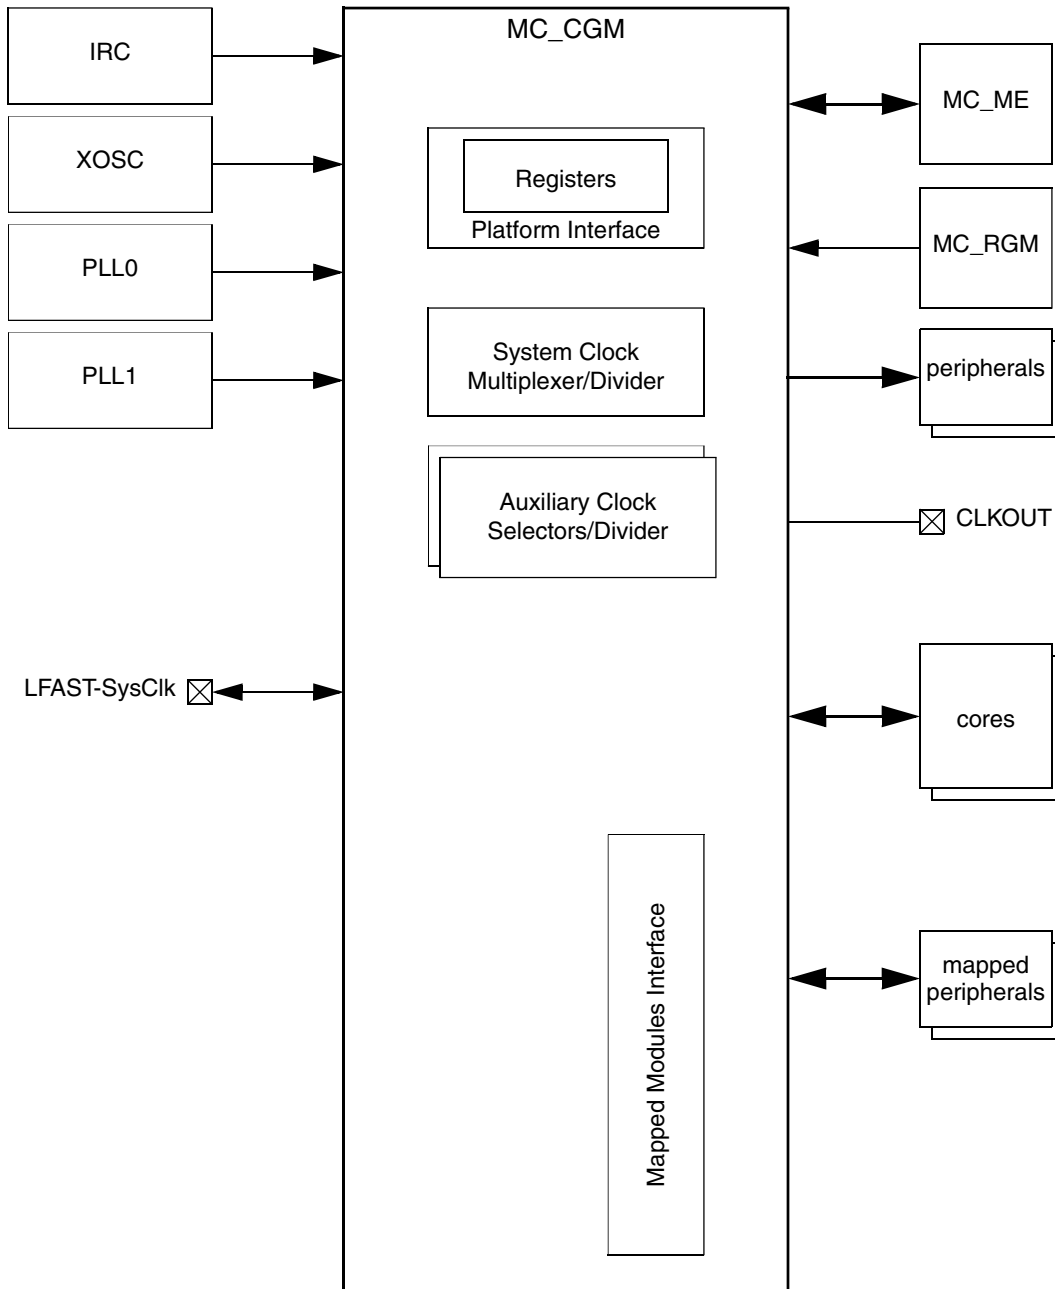 MC_CGM
IRC
XOSC
PLL0
PLL1
LFAST-SysClk
Registers
Platform Interface
System Clock
Multiplexer/Divider
Auxiliary Clock
Selectors/Divider
Mapped Modules Interface
MC_ME
MC_RGM
peripherals
CLKOUT
cores
mapped
peripherals